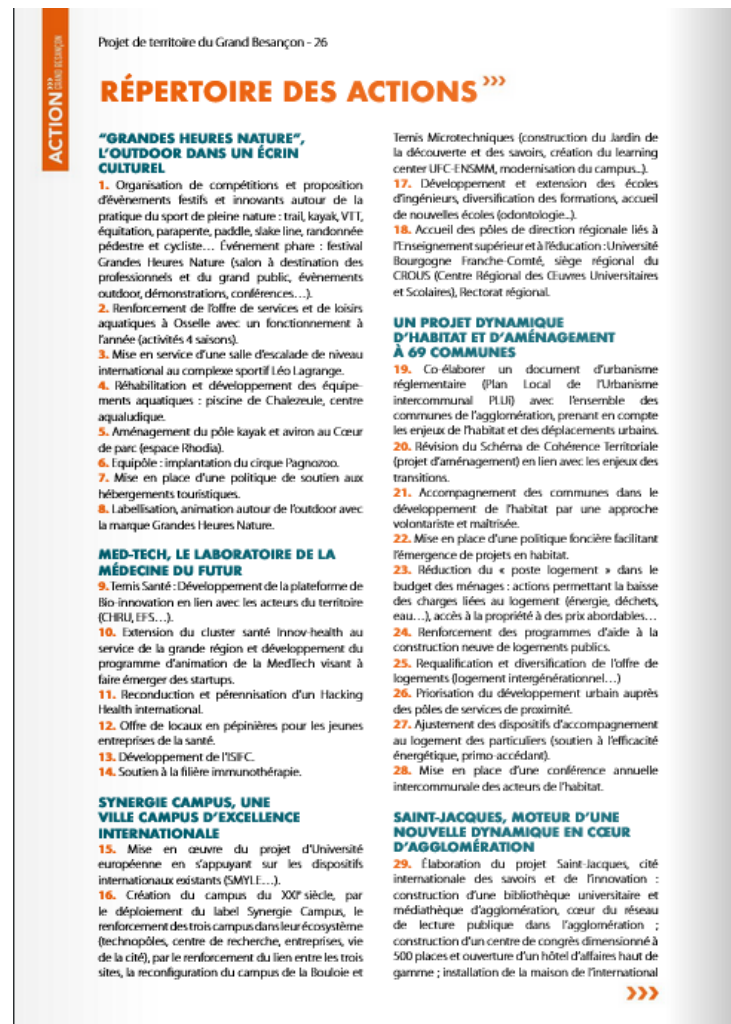 ACTION
GRAND BESANÇON
Projet de territoire du Grand Besançon - 26
RÉPERTOIRE DES ACTIONS
"GRANDES HEURES NATURE",
L'OUTDOOR DANS UN ÉCRIN
CULTUREL
1. Organisation de compétitions et proposition
d'évènements festifs et innovants autour de la
pratique du sport de pleine nature : trail, kayak, VTT,
équitation, parapente, paddle, slake line, randonnée
pédestre et cycliste… Événement phare : festival
Grandes Heures Nature (salon à destination des
professionnels et du grand public, évènements
outdoor, démonstrations, conférences…).
2. Renforcement de l'offre de services et de loisirs
aquatiques à Osselle avec un fonctionnement à
l'année (activités 4 saisons).
3. Mise en service d'une salle d'escalade de niveau
international au complexe sportif Léo Lagrange.
4. Réhabilitation et développement des équipe-
ments aquatiques : piscine de Chalezeule, centre
aqualudique.
5. Aménagement du pôle kayak et aviron au Cœur
de parc (espace Rhodia).
6. Equipôle : implantation du cirque Pagnozoo.
7. Mise en place d'une politique de soutien aux
hébergements touristiques.
8. Labellisation, animation autour de l'outdoor avec
la marque Grandes Heures Nature.
MED-TECH, LE LABORATOIRE DE LA
MÉDECINE DU FUTUR
9. Temis Santé : Développement de la plateforme de
Bio-innovation en lien avec les acteurs du territoire
(CHRU, EFS…).
10. Extension du cluster santé Innov-health au
service de la grande région et développement du
programme d'animation de la MedTech visant à
faire émerger des startups.
11. Reconduction et pérennisation d'un Hacking
Health international.
12. Offre de locaux en pépinières pour les jeunes
entreprises de la santé.
13. Développement de l'ISIFC.
14. Soutien à la filière immunothérapie.
SYNERGIE CAMPUS, UNE
VILLE CAMPUS D'EXCELLENCE
INTERNATIONALE
15. Mise en œuvre du projet d'Université
européenne en s'appuyant sur les dispositifs
internationaux existants (SMYLE…).
16. Création du campus du XXIe siècle, par
le déploiement du label Synergie Campus, le
renforcement des trois campus dans leur écosystème
(technopôles, centre de recherche, entreprises, vie
de la cité), par le renforcement du lien entre les trois
sites, la reconfiguration du campus de la Bouloie et
Temis Microtechniques (construction du Jardin de
la découverte et des savoirs, création du learning
center UFC-ENSMM, modernisation du campus...).
17. Développement et extension des écoles
d'ingénieurs, diversification des formations, accueil
de nouvelles écoles (odontologie...).
18. Accueil des pôles de direction régionale liés à
l'Enseignement supérieur et à l'éducation : Université
Bourgogne Franche-Comté, siège régional du
CROUS (Centre Régional des Œuvres Universitaires
et Scolaires), Rectorat régional.
UN PROJET DYNAMIQUE
D'HABITAT ET D'AMÉNAGEMENT
À 69 COMMUNES
19. Co-élaborer un document d'urbanisme
réglementaire (Plan Local de l'Urbanisme
intercommunal PLUi) avec l'ensemble des
communes de l'agglomération, prenant en compte
les enjeux de l'habitat et des déplacements urbains.
20. Révision du Schéma de Cohérence Territoriale
(projet d'aménagement) en lien avec les enjeux des
transitions.
21. Accompagnement des communes dans le
développement de l'habitat par une approche
volontariste et maîtrisée.
22. Mise en place d'une politique foncière facilitant
l'émergence de projets en habitat.
23. Réduction du « poste logement » dans le
budget des ménages : actions permettant la baisse
des charges liées au logement (énergie, déchets,
eau…), accès à la propriété à des prix abordables…
24. Renforcement des programmes d'aide à la
construction neuve de logements publics.
25. Requalification et diversification de l'offre de
logements (logement intergénérationnel…)
26. Priorisation du développement urbain auprès
des pôles de services de proximité.
27. Ajustement des dispositifs d'accompagnement
au logement des particuliers (soutien à l'efficacité
énergétique, primo-accédant).
28. Mise en place d'une conférence annuelle
intercommunale des acteurs de l'habitat.
SAINT-JACQUES, MOTEUR D'UNE
NOUVELLE DYNAMIQUE EN CŒUR
D'AGGLOMÉRATION
29. Élaboration du projet Saint-Jacques, cité
internationale des savoirs et de l'innovation :
construction d'une bibliothèque universitaire et
médiathèque d'agglomération, cœur du réseau
de lecture publique dans l'agglomération ;
construction d'un centre de congrès dimensionné à
500 places et ouverture d'un hôtel d'affaires haut de
gamme ; installation de la maison de l'international